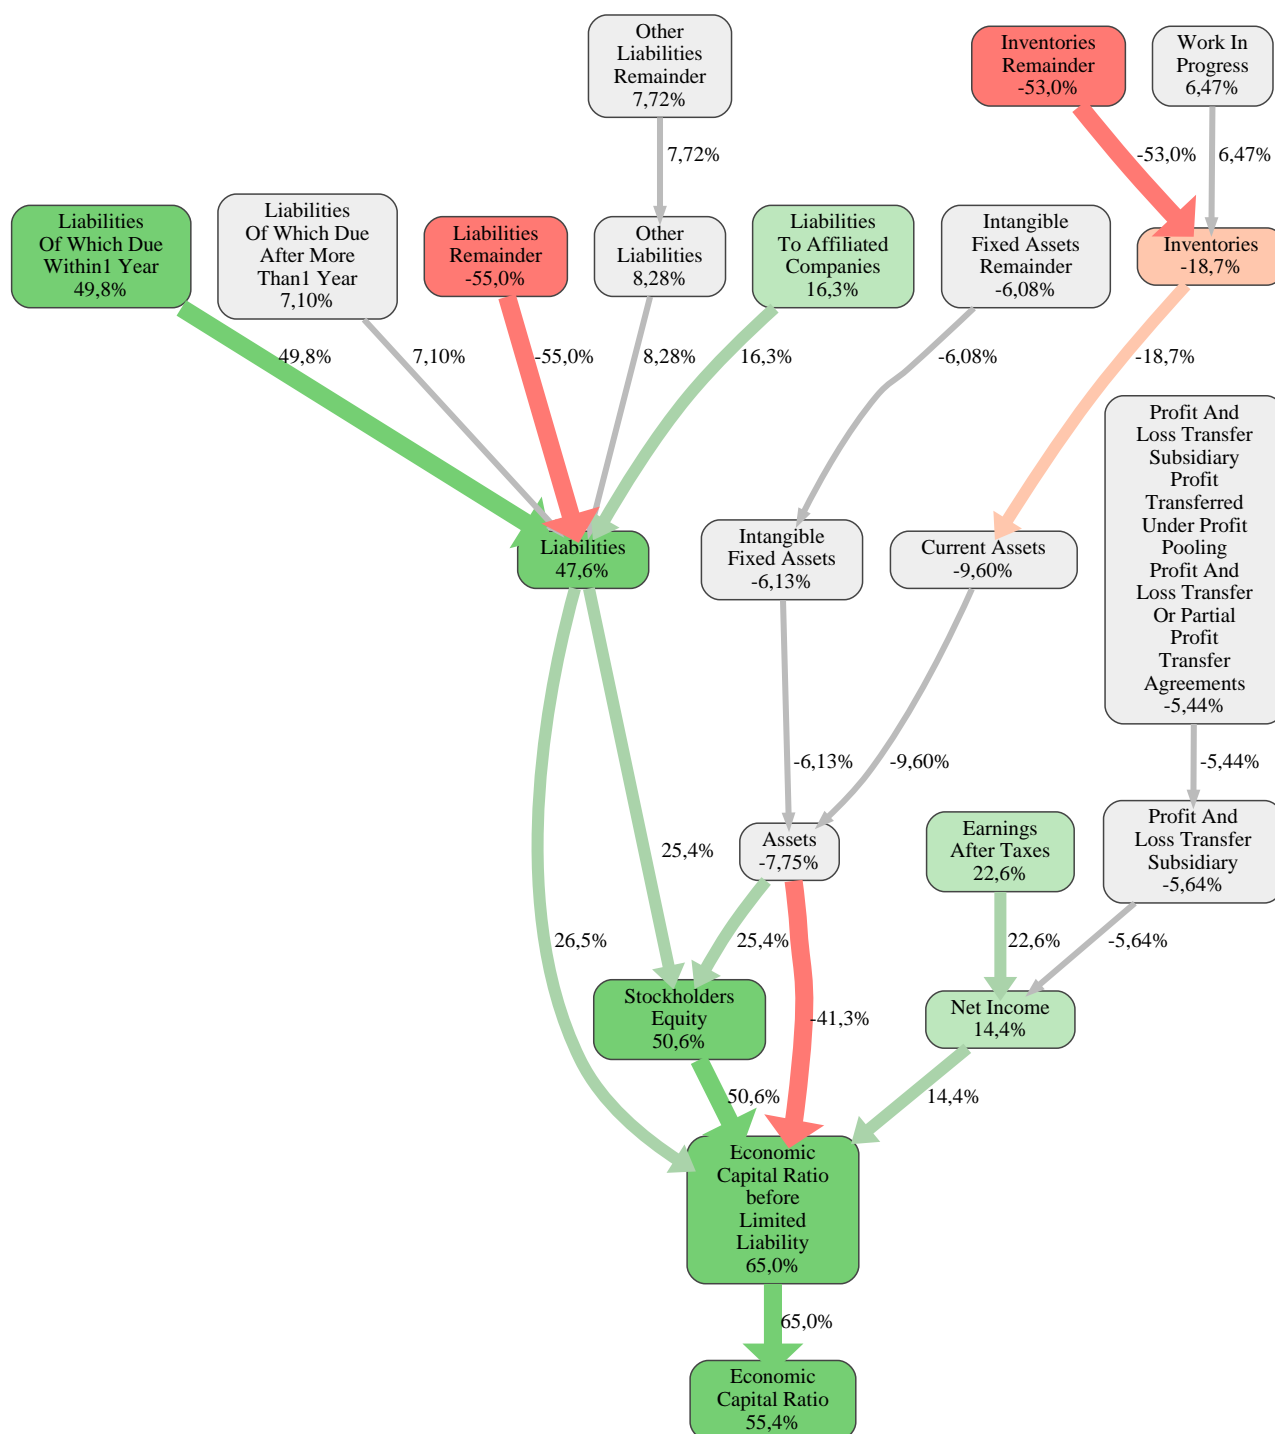 Other
Liabilities
Remainder
7,72%
Inventories
Remainder
-53,0%
Work In
Progress
6,47%
7,72%
-53,0%
6,47%
Liabilities
Of Which Due
Within1 Year
49,8%
Liabilities
Of Which Due
After More
Than1 Year
7,10%
Liabilities
Remainder
-55,0%
Other
Liabilities
8,28%
Liabilities
To Affiliated
Companies
16,3%
Intangible
Fixed Assets
Remainder
-6,08%
Inventories
-18,7%
49,8%
7,10%
-55,0%
8,28%
16,3%
-6,08%
-18,7%
Profit And
Loss Transfer
Subsidiary
Profit
Transferred
Under Profit
Pooling
Profit And
Loss Transfer
Or Partial
Profit
Transfer
Agreements
-5,44%
Liabilities
47,6%
Intangible
Fixed Assets
-6,13%
Current Assets
-9,60%
-6,13%
-9,60%
-5,44%
25,4%
Assets
-7,75%
Earnings
After Taxes
22,6%
Profit And
Loss Transfer
Subsidiary
-5,64%
26,5%
25,4%
22,6%
-5,64%
Stockholders
Equity
50,6%
-41,3%
Net Income
14,4%
50,6%
14,4%
Economic
Capital Ratio
before
Limited
Liability
65,0%
65,0%
Economic
Capital Ratio
55,4%